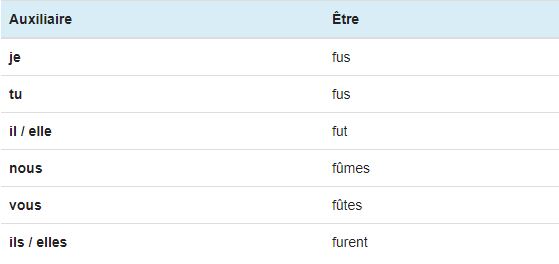 Auxiliaire Être
je fus
tu fus
il / elle fut
nous fûmes
vous fûtes
ils / elles furent